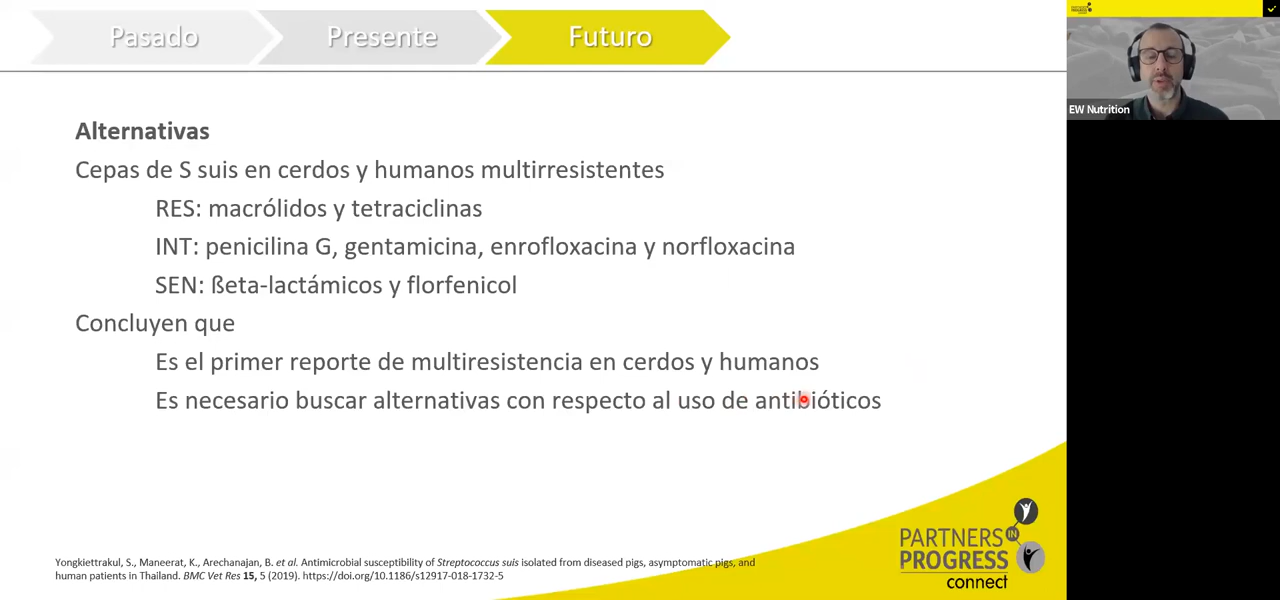 Pasado
Presente
Futuro
EW Nutrition
Alternativas
Cepas de S suis en cerdos y humanos multirresistentes
RES: macrólidos y tetraciclinas
INT: penicilina G, gentamicina, enrofloxacina y norfloxacina
SEN: ßeta-lactámicos y florfenicol
Concluyen que
Es el primer reporte de multiresistencia en cerdos y humanos
Es necesario buscar alternativas con respecto al uso de antibióticos
PARTNERS IN
PROGRESS
connect
Yongkiettrakul, S., Maneerat, K., Arechanajan, B. et al. Antimicrobial susceptibility of Streptococcus suis isolated from diseased pigs, asymptomatic pigs, and
human patients in Thailand. BMC Vet Res 15, 5 (2019). https://doi.org/10.1186/s12917-018-1732-5